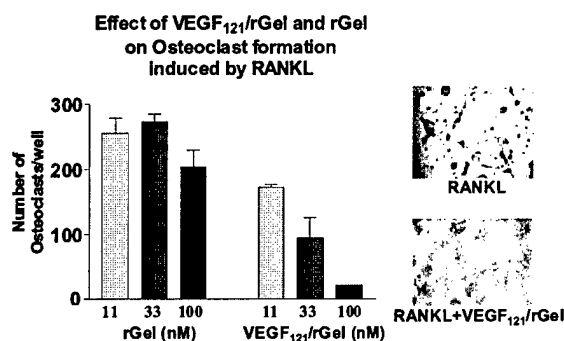 Effect of VEGF121/rGel and rGel
on Osteoclast formation
induced by RANKL
Number of
Osteoclasts/well
300
200
100
0
11 33 100
rGel (nM)
11 33 100
VEGF121/rGel (nM)
RANKL
RANKL+VEGF121/rGel